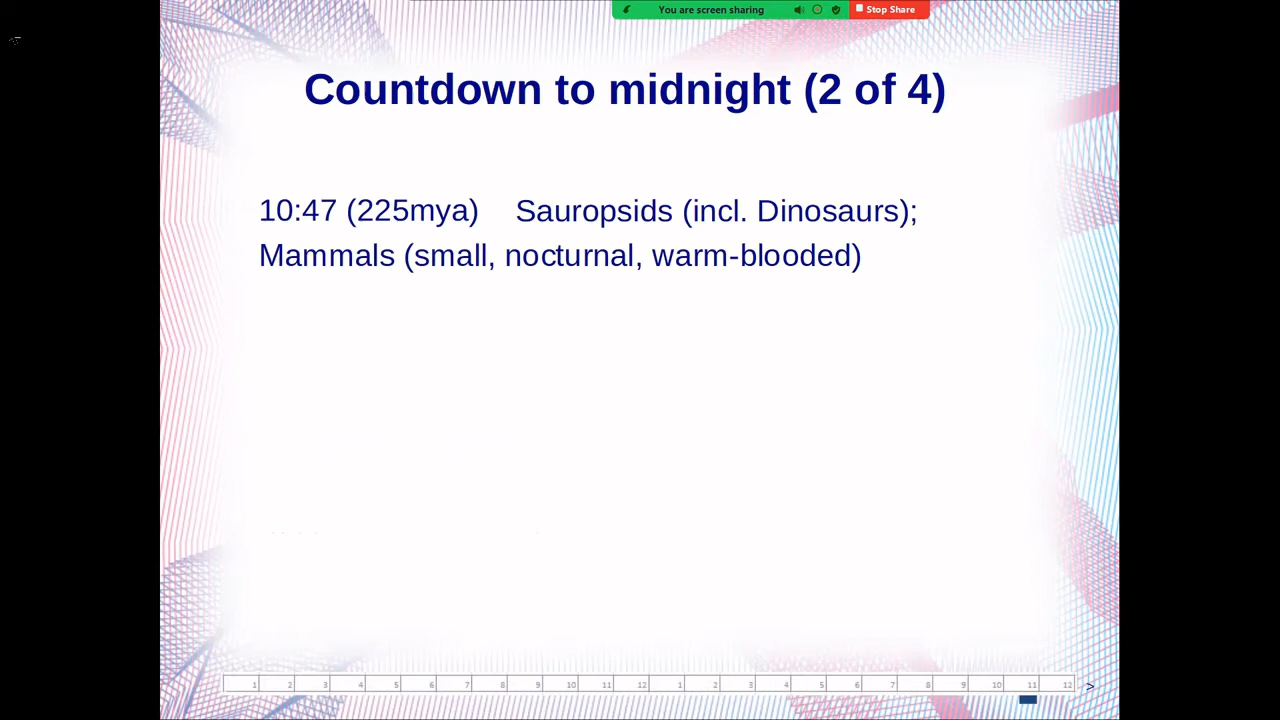 You are screen sharing
Stop Share
Countdown to midnight (2 of 4)
10:47 (225mya) Sauropsids (incl. Dinosaurs);
Mammals (small, nocturnal, warm-blooded)
1 2 3 4 5 6 7 8 9 10 11 12 1 2 3 4 5 6 7 8 9 10 11 12 >